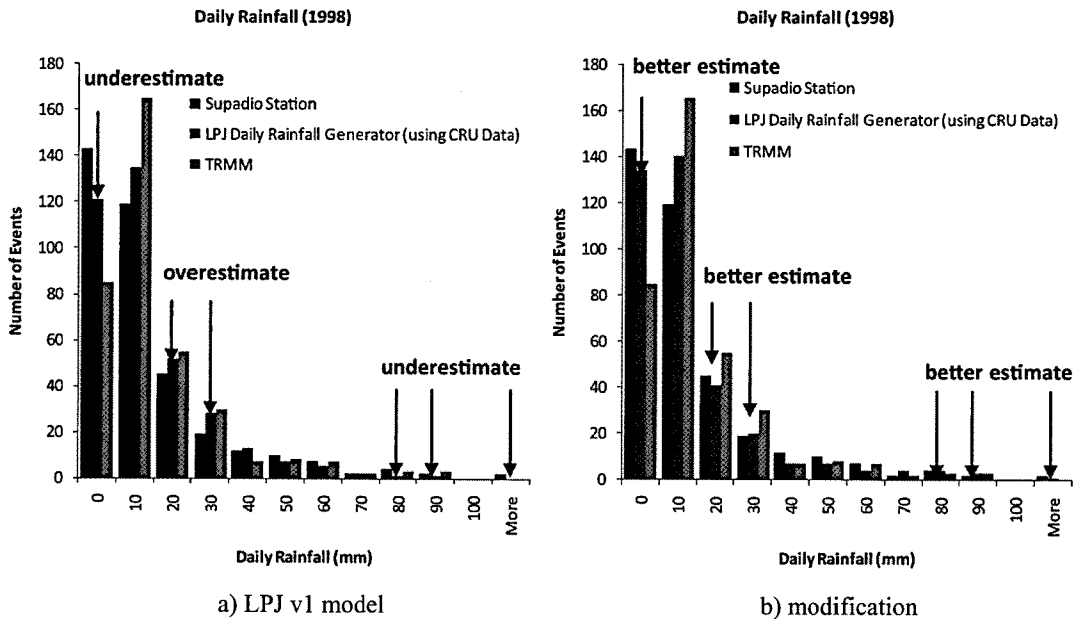 Daily Rainfall (1998)
180
160
140
120
100
80
60
40
20
0
Number of Events
underestimate
Supadio Station
LPJ Daily Rainfall Generator (using CRU Data)
TRMM
overestimate
underestimate
0
10
20
30
40
50
60
70
80
90
100
More
Daily Rainfall (mm)
a) LPJ v1 model
Daily Rainfall (1998)
180
160
140
120
100
80
60
40
20
0
Number of Events
better estimate
Supadio Station
LPJ Daily Rainfall Generator (using CRU Data)
TRMM
better estimate
better estimate
0
10
20
30
40
50
60
70
80
90
100
More
Daily Rainfall (mm)
b) modification